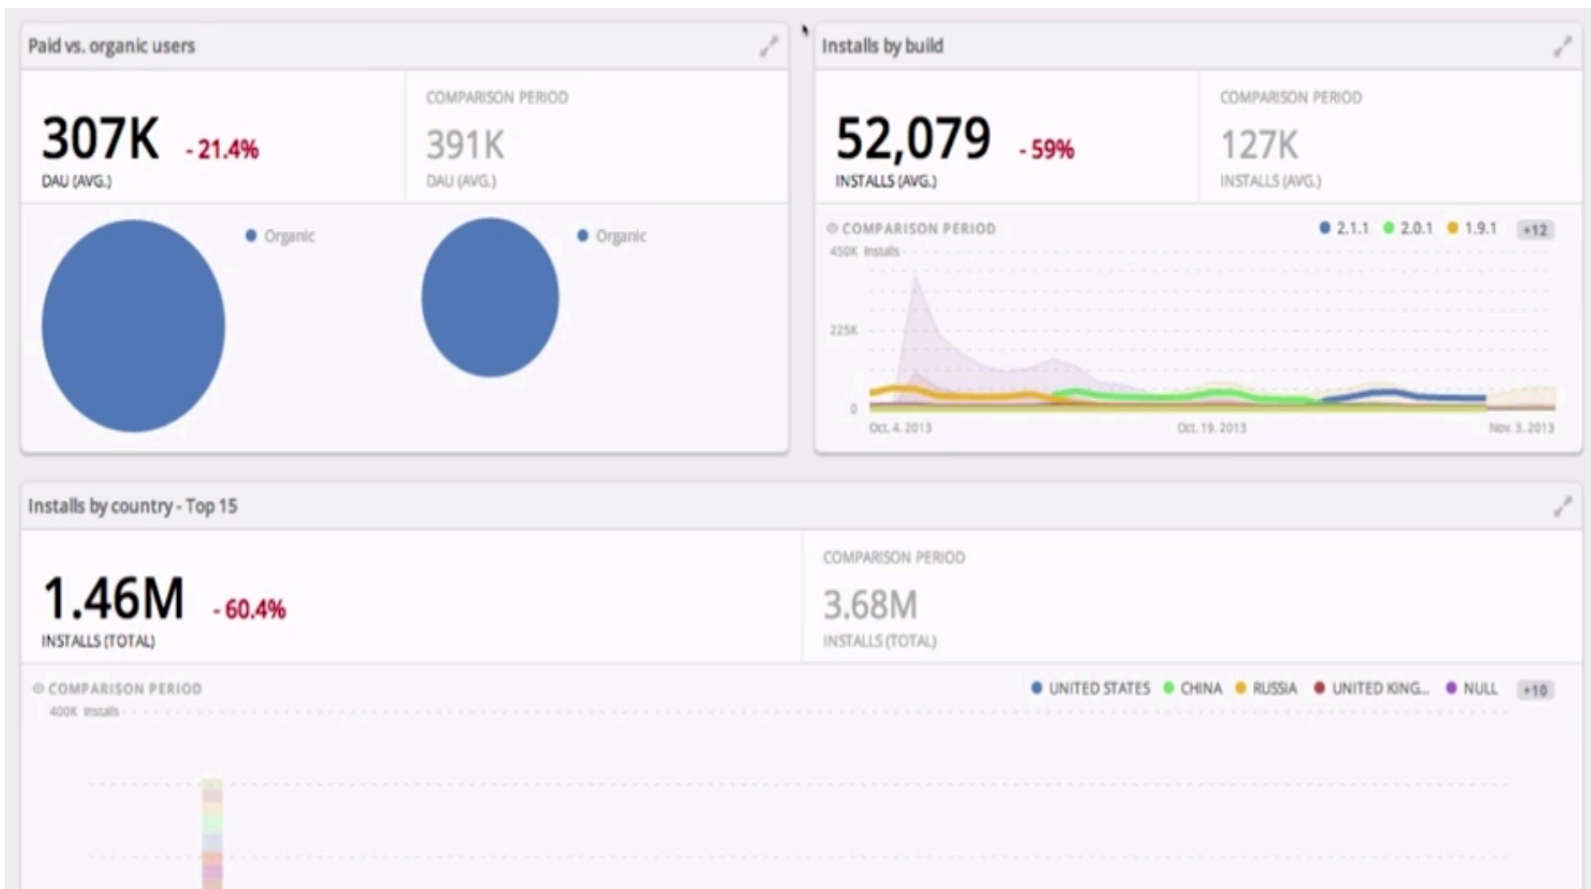 Paid vs. organic users
307K - 21.4%
DAU (AVG.)
COMPARISON PERIOD
391K
DAU (AVG.)
Organic
Organic
Installs by build
52,079 - 59%
INSTALLS (AVG.)
COMPARISON PERIOD
127K
INSTALLS (AVG.)
COMPARISON PERIOD
2.1.1 2.0.1 1.9.1 +12
450K Installs
225K
0
Oct. 4. 2013 Oct. 19. 2013 Nov. 3. 2013
Installs by country - Top 15
1.46M - 60.4%
INSTALLS (TOTAL)
COMPARISON PERIOD
3.68M
INSTALLS (TOTAL)
COMPARISON PERIOD
UNITED STATES CHINA RUSSIA UNITED KING... NULL +10
400K Installs